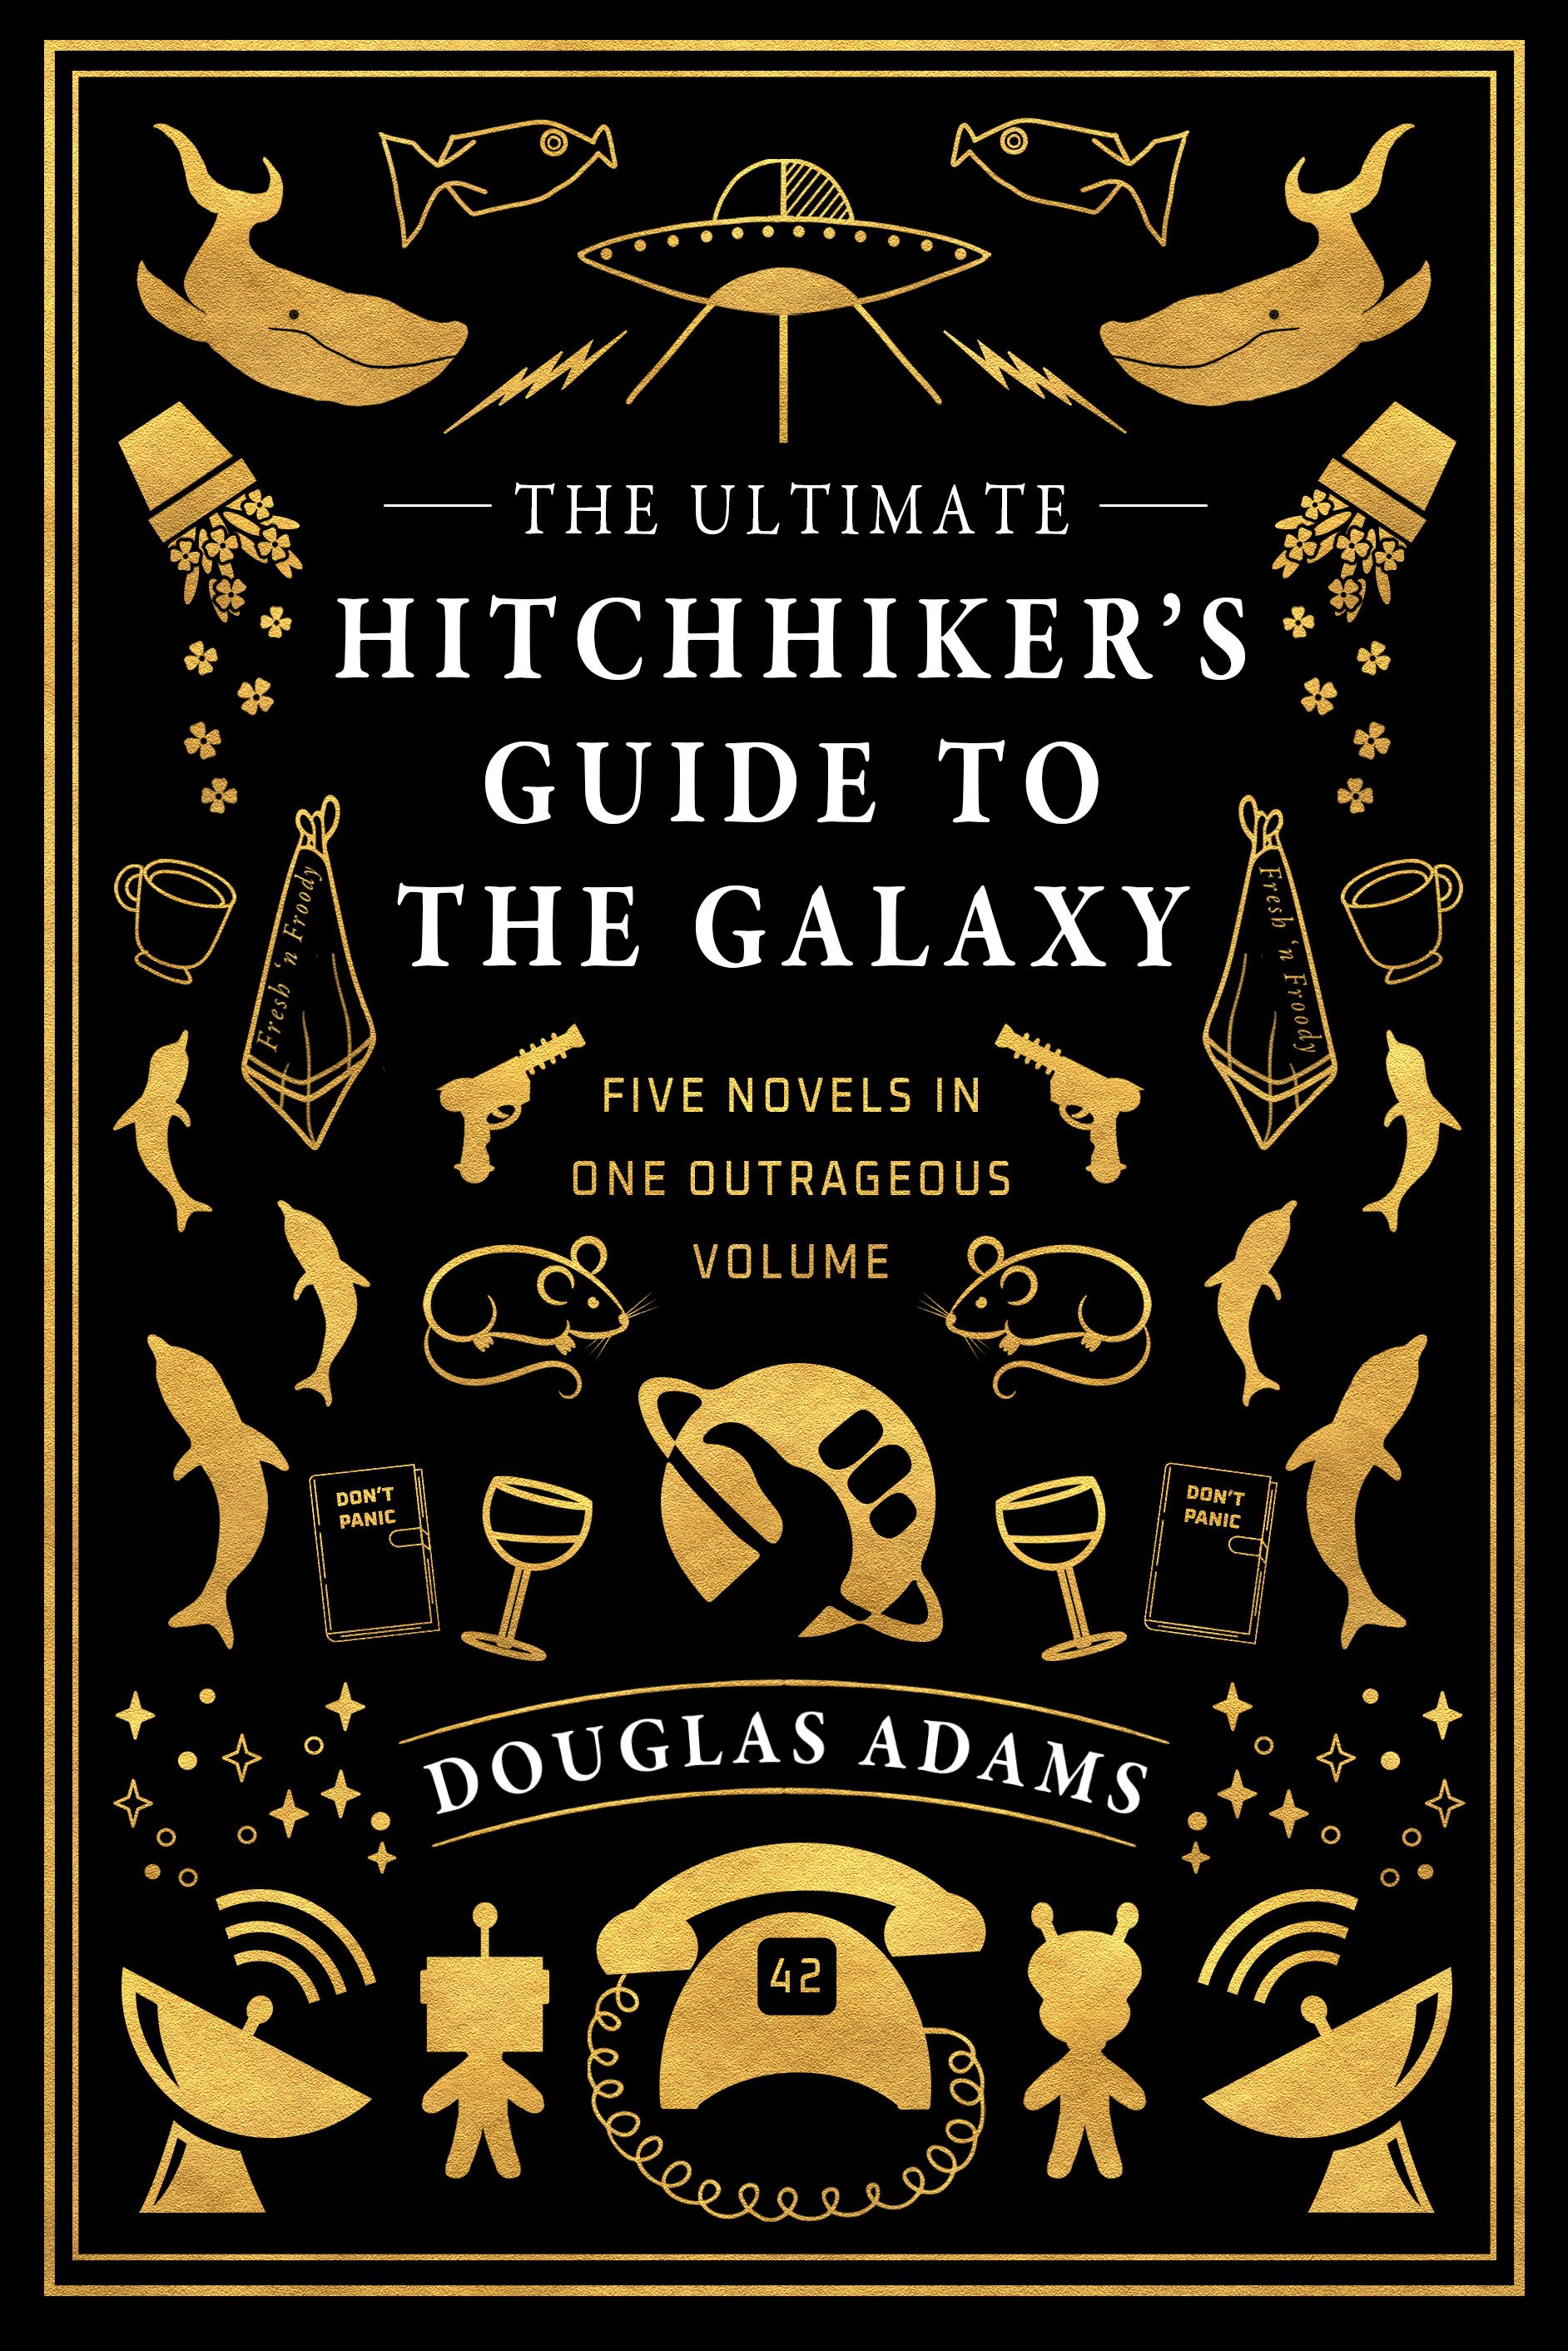 THE ULTIMATE
HITCHHIKER’S
GUIDE TO
THE GALAXY
Fresh 'n Froody
Fresh 'n Froody
FIVE NOVELS IN
ONE OUTRAGEOUS
VOLUME
DON'T
PANIC
DON'T
PANIC
DOUGLAS ADAMS
42